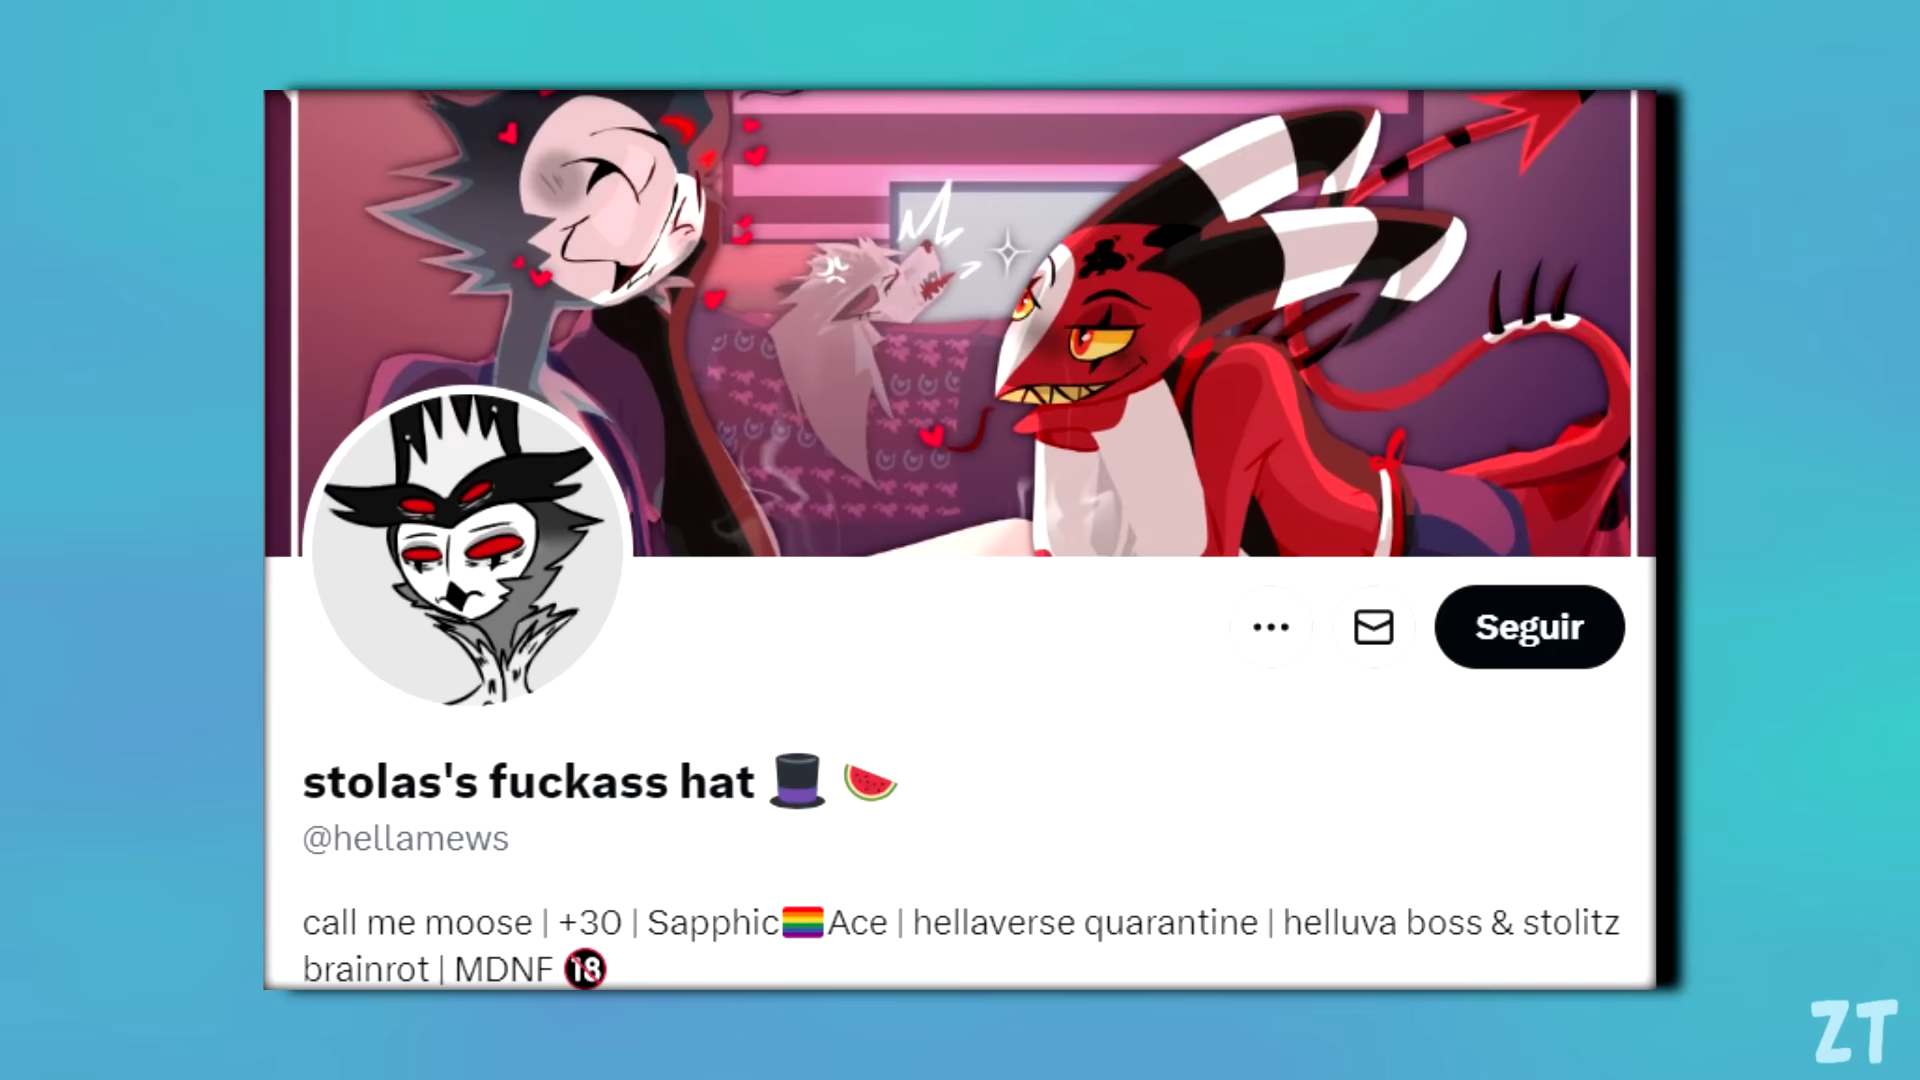 Seguir
stolas's fuckass hat 🎩 🍉
@hellamews
call me moose | +30 | Sapphic🏳️‍🌈Ace | hellaverse quarantine | helluva boss & stolitz
brainrot | MDNF 🔞
ZT